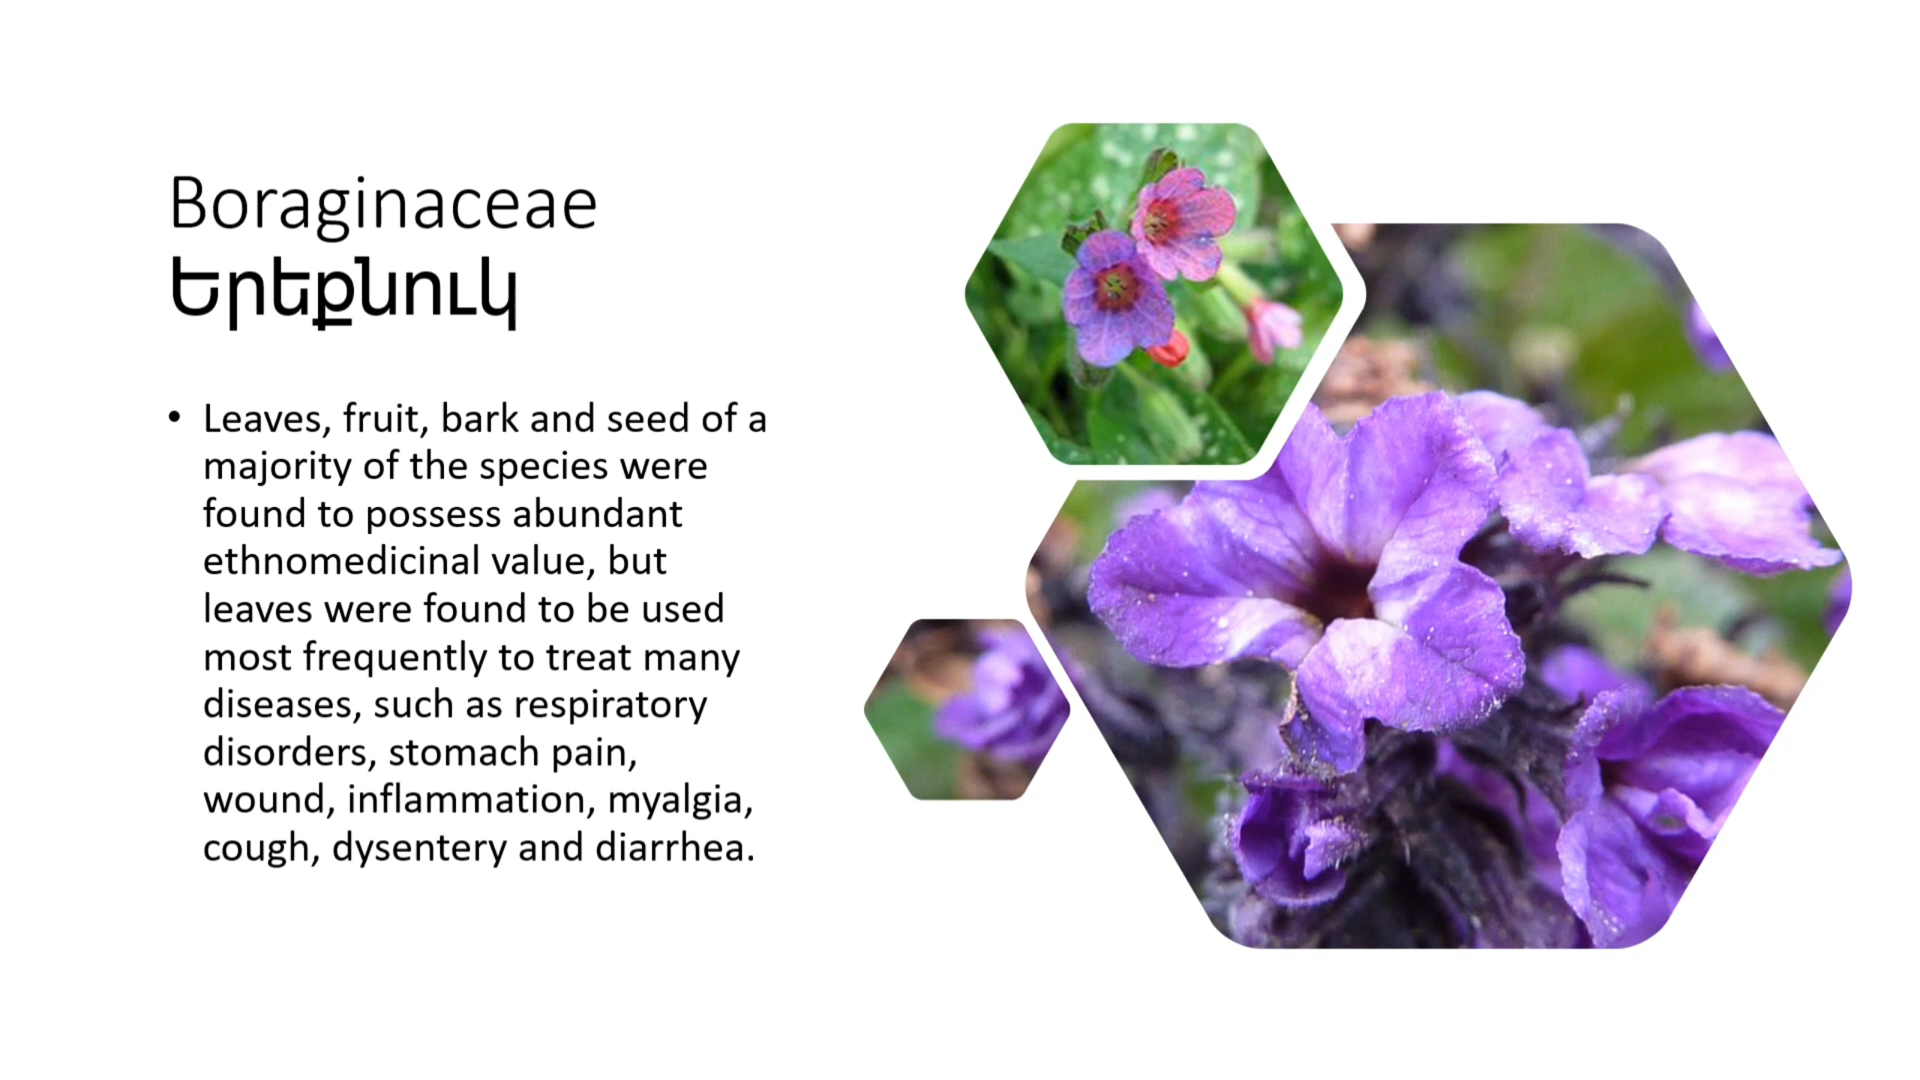 Boraginaceae
Երեքնուկ
• Leaves, fruit, bark and seed of a
majority of the species were
found to possess abundant
ethnomedicinal value, but
leaves were found to be used
most frequently to treat many
diseases, such as respiratory
disorders, stomach pain,
wound, inflammation, myalgia,
cough, dysentery and diarrhea.